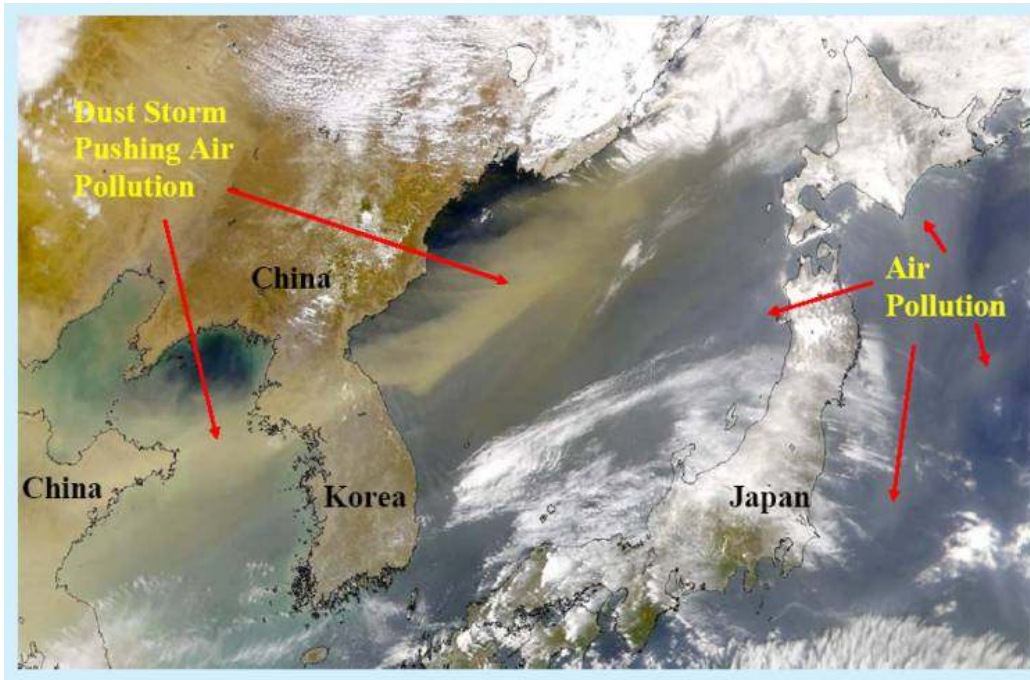 Dust Storm
Pushing Air
Pollution
China
Air
Pollution
China
Korea
Japan